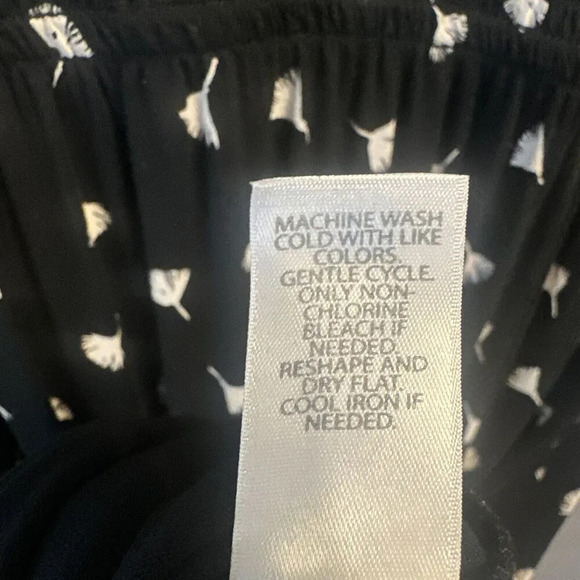 MACHINE WASH
COLD WITH LIKE
COLORS.
GENTLE CYCLE.
ONLY NON-
CHLORINE
BLEACH IF
NEEDED.
RESHAPE AND
DRY FLAT.
COOL IRON IF
NEEDED.